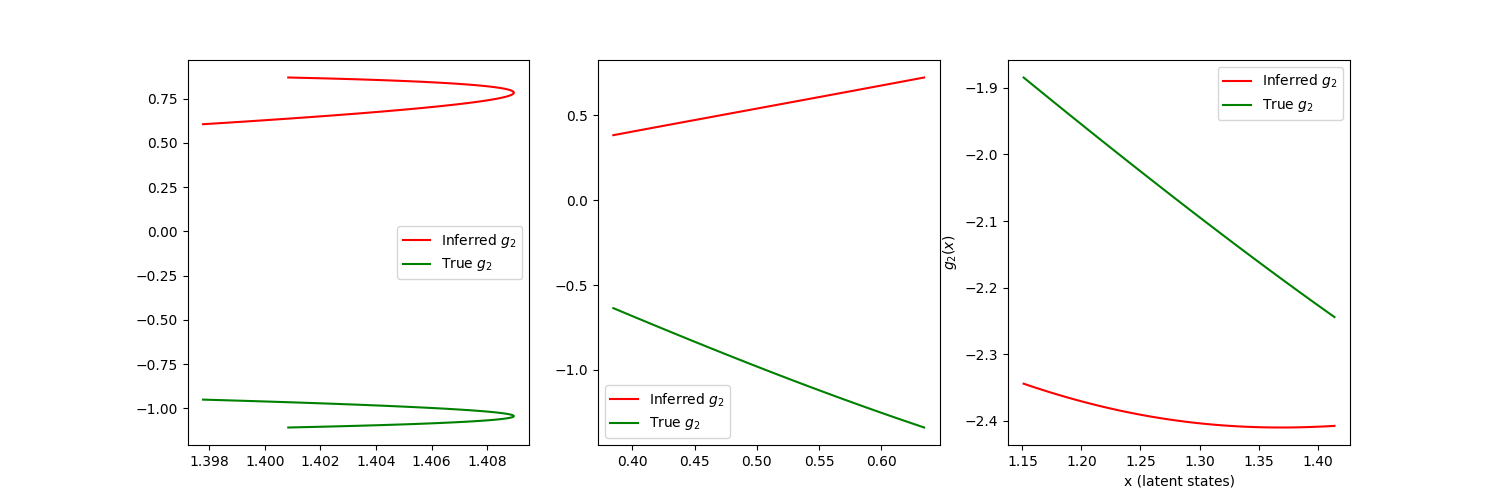 0.75
0.50
0.25
0.00
−0.25
−0.50
−0.75
−1.00
1.398 1.400 1.402 1.404 1.406 1.408
Inferred g₂
True g₂
0.5
0.0
−0.5
−1.0
0.40 0.45 0.50 0.55 0.60
Inferred g₂
True g₂
g₂(x)
−1.9
−2.0
−2.1
−2.2
−2.3
−2.4
1.15 1.20 1.25 1.30 1.35 1.40
x (latent states)
Inferred g₂
True g₂